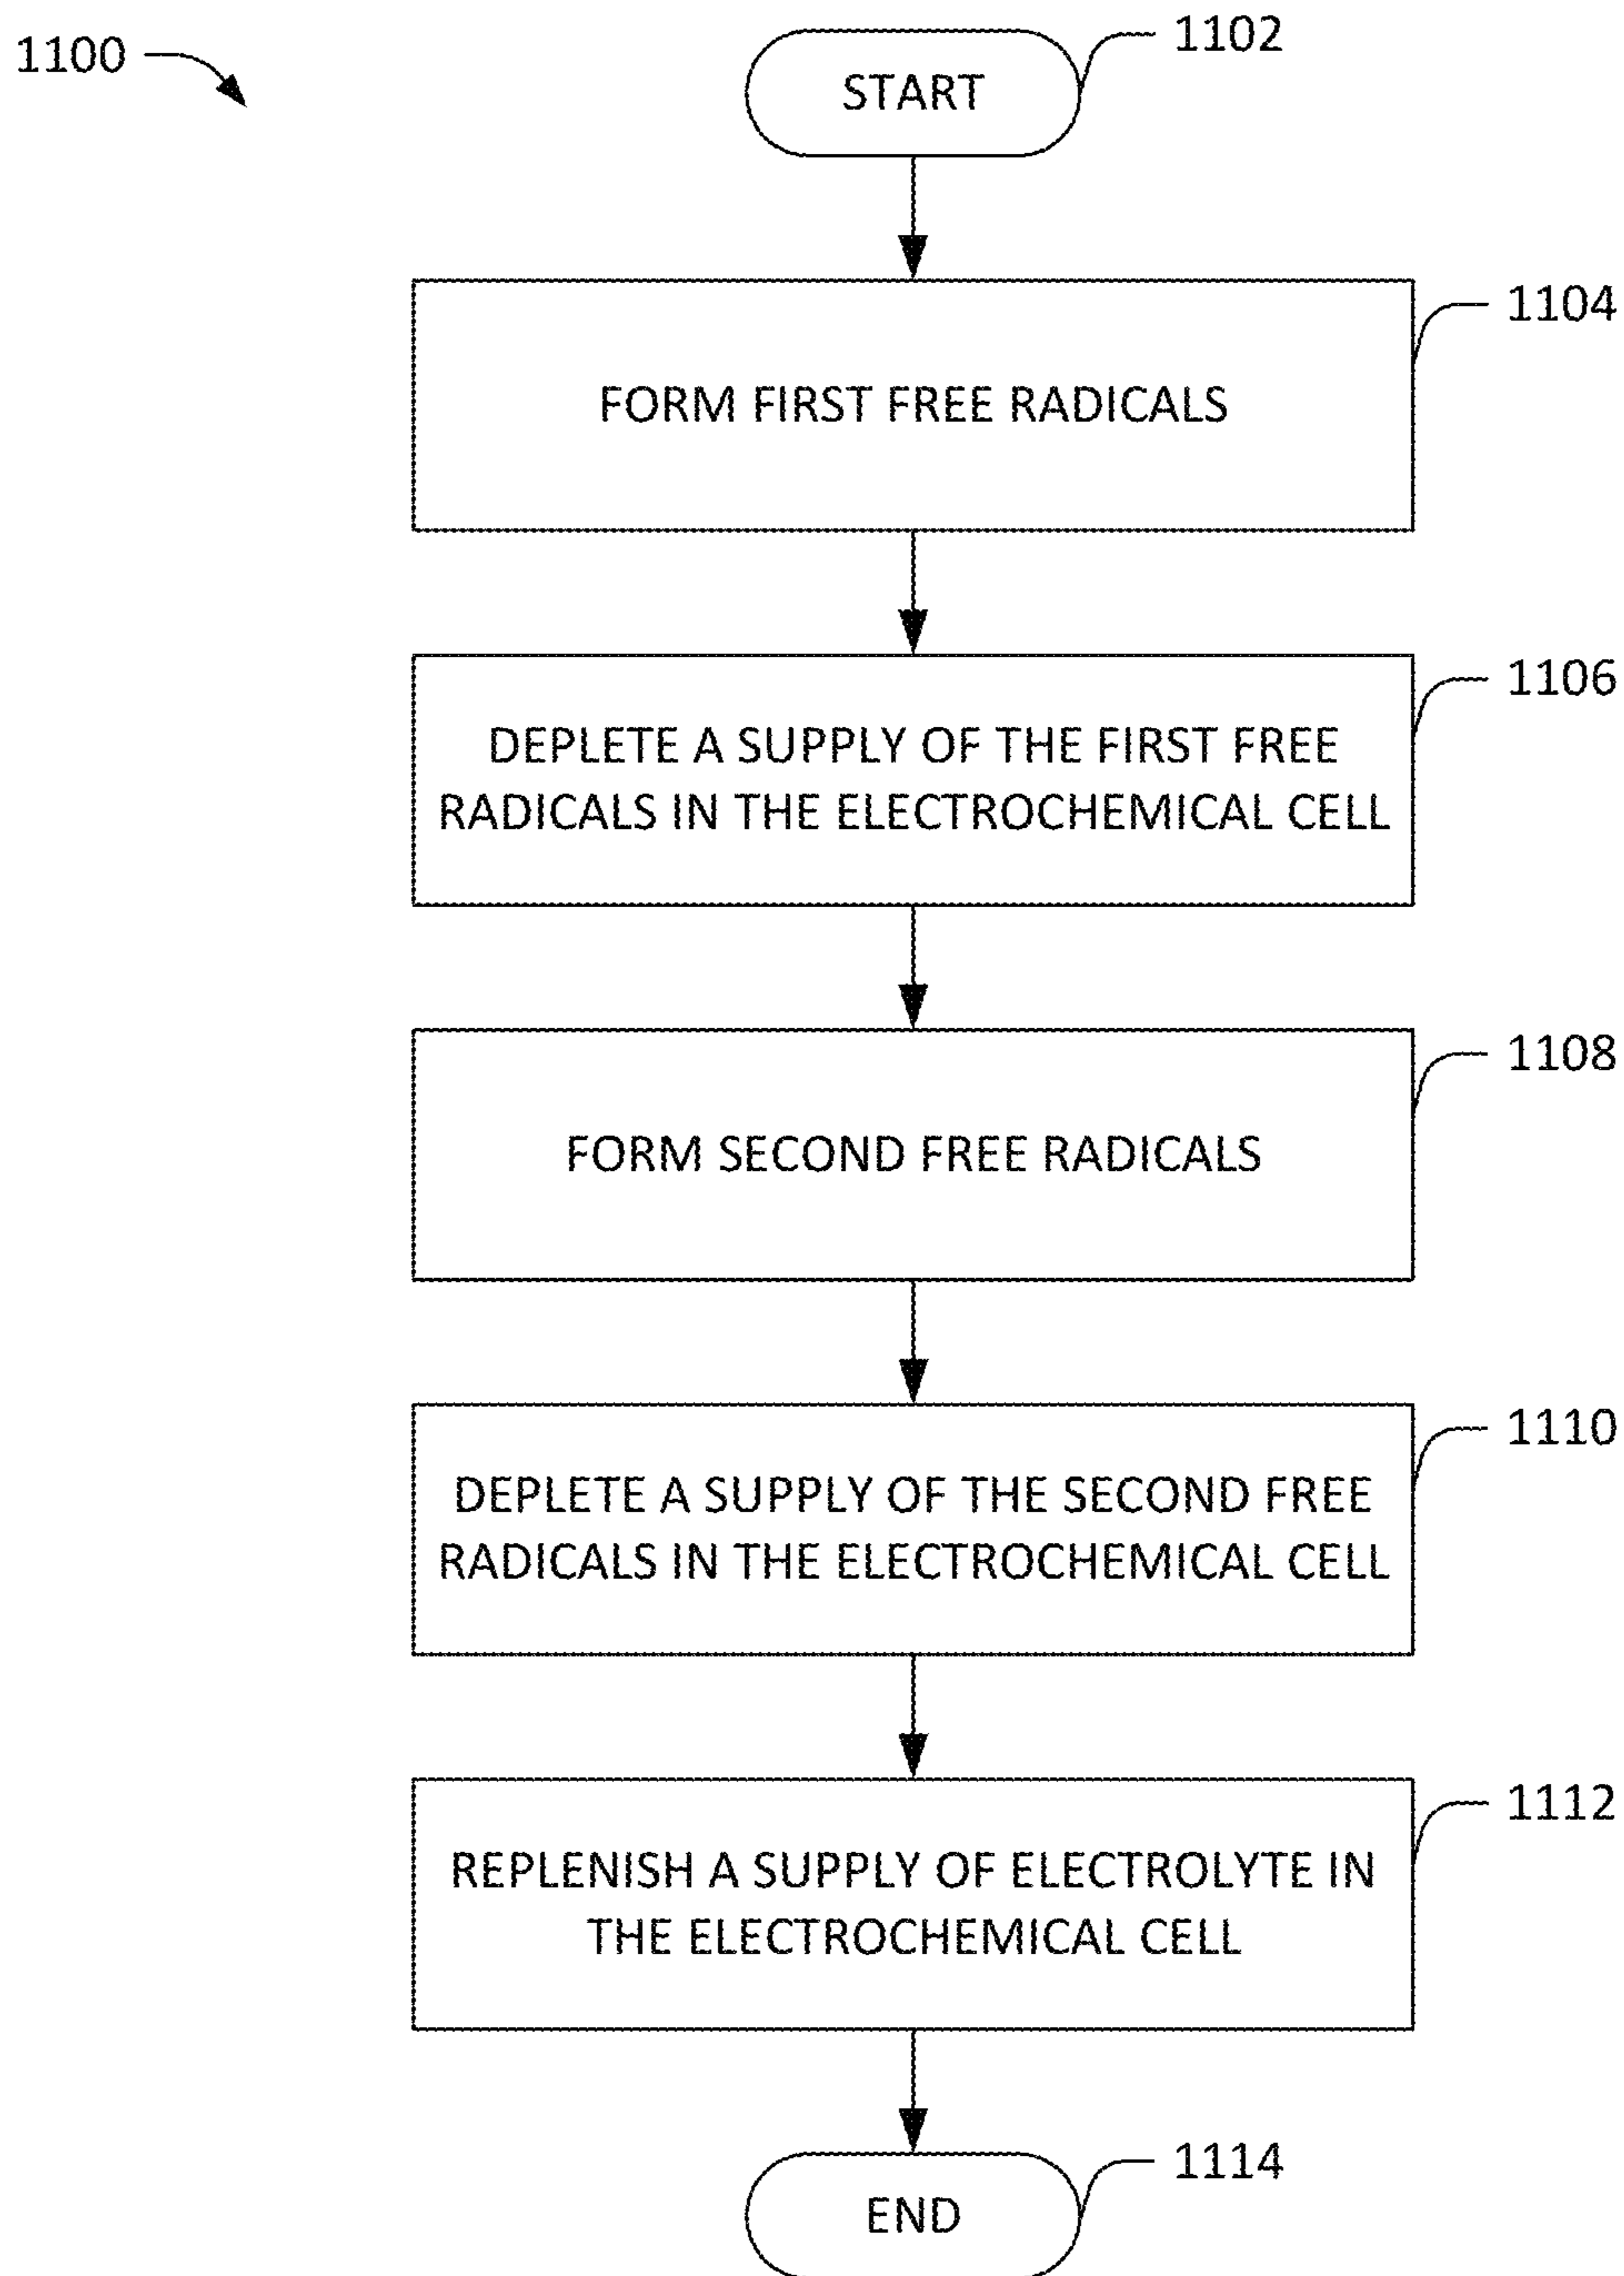 1100
1102
START
1104
FORM FIRST FREE RADICALS
1106
DEPLETE A SUPPLY OF THE FIRST FREE
RADICALS IN THE ELECTROCHEMICAL CELL
1108
FORM SECOND FREE RADICALS
1110
DEPLETE A SUPPLY OF THE SECOND FREE
RADICALS IN THE ELECTROCHEMICAL CELL
1112
REPLENISH A SUPPLY OF ELECTROLYTE IN
THE ELECTROCHEMICAL CELL
1114
END